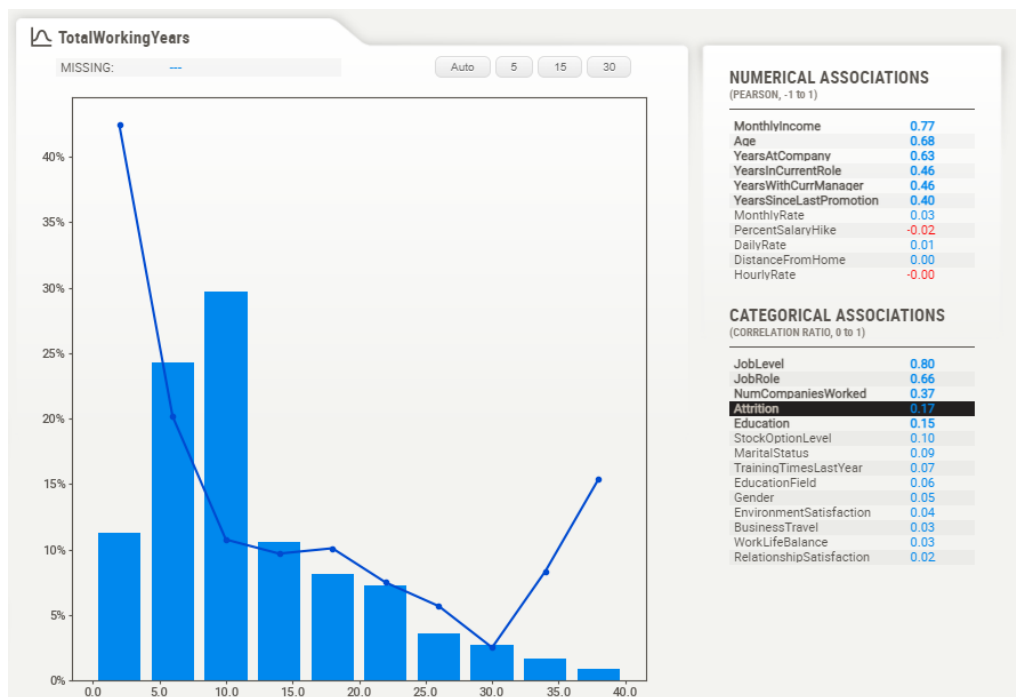 TotalWorkingYears
MISSING: ---
Auto 5 15 30
40%
35%
30%
25%
20%
15%
10%
5%
0%
0.0 5.0 10.0 15.0 20.0 25.0 30.0 35.0 40.0
NUMERICAL ASSOCIATIONS
(PEARSON, -1 to 1)
MonthlyIncome 0.77
Age 0.68
YearsAtCompany 0.63
YearsInCurrentRole 0.46
YearsWithCurrManager 0.46
YearsSinceLastPromotion 0.40
MonthlyRate 0.03
PercentSalaryHike -0.02
DailyRate 0.01
DistanceFromHome 0.00
HourlyRate -0.00
CATEGORICAL ASSOCIATIONS
(CORRELATION RATIO, 0 to 1)
JobLevel 0.80
JobRole 0.66
NumCompaniesWorked 0.37
Attrition 0.17
Education 0.15
StockOptionLevel 0.10
MaritalStatus 0.09
TrainingTimesLastYear 0.07
EducationField 0.06
Gender 0.05
EnvironmentSatisfaction 0.04
BusinessTravel 0.03
WorkLifeBalance 0.03
RelationshipSatisfaction 0.02